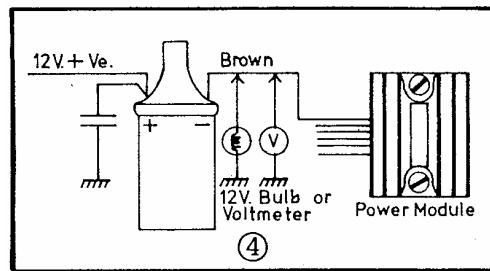 12V.+Ve.
Brown
+ −
V
12V. Bulb or
Voltmeter
Power Module
4